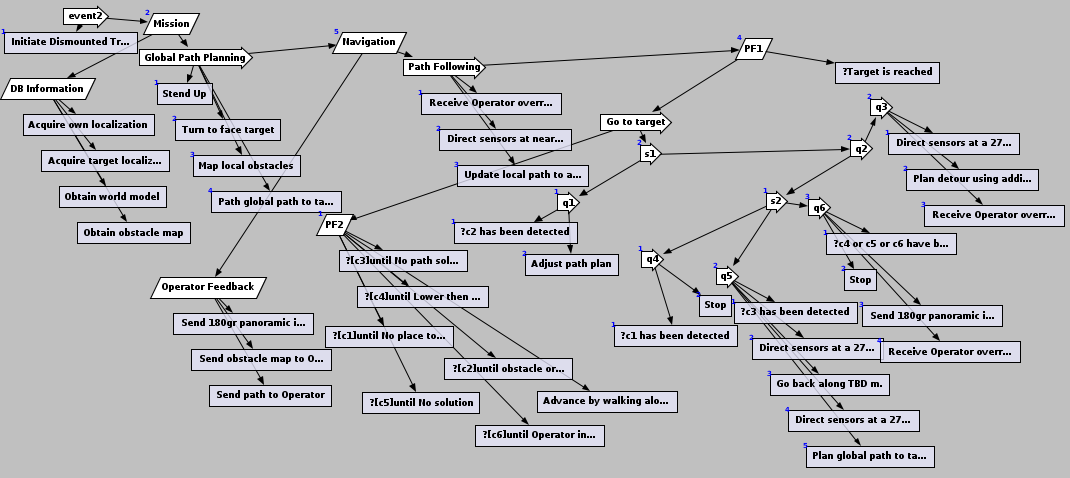 event2
2
Mission
1
Initiate Dismounted Tr...
Global Path Planning
5
Navigation
Path Following
4
PF1
?Target is reached
DB Information
Acquire own localization
Acquire target localiz...
Obtain world model
Obtain obstacle map
1
Stend Up
2
Turn to face target
3
Map local obstacles
4
Path global path to ta...
1
Receive Operator overr...
2
Direct sensors at near...
3
Update local path to a...
Go to target
2
s1
2
q2
2
q3
1
Direct sensors at a 27...
2
Plan detour using addi...
3
Receive Operator overr...
1
q1
1
?c2 has been detected
2
Adjust path plan
1
s2
3
q6
1
?c4 or c5 or c6 have b...
2
Stop
3
Send 180gr panoramic i...
4
Receive Operator overr...
1
PF2
?[c3]until No path sol...
?[c4]until Lower then ...
?[c1]until No place to...
?[c2]until obstacle or...
?[c5]until No solution
Advance by walking alo...
?[c6]until Operator in...
1
q4
2
Stop
1
?c1 has been detected
2
q5
1
?c3 has been detected
2
Direct sensors at a 27...
3
Go back along TBD m.
4
Direct sensors at a 27...
5
Plan global path to ta...
Operator Feedback
Send 180gr panoramic i...
Send obstacle map to O...
Send path to Operator